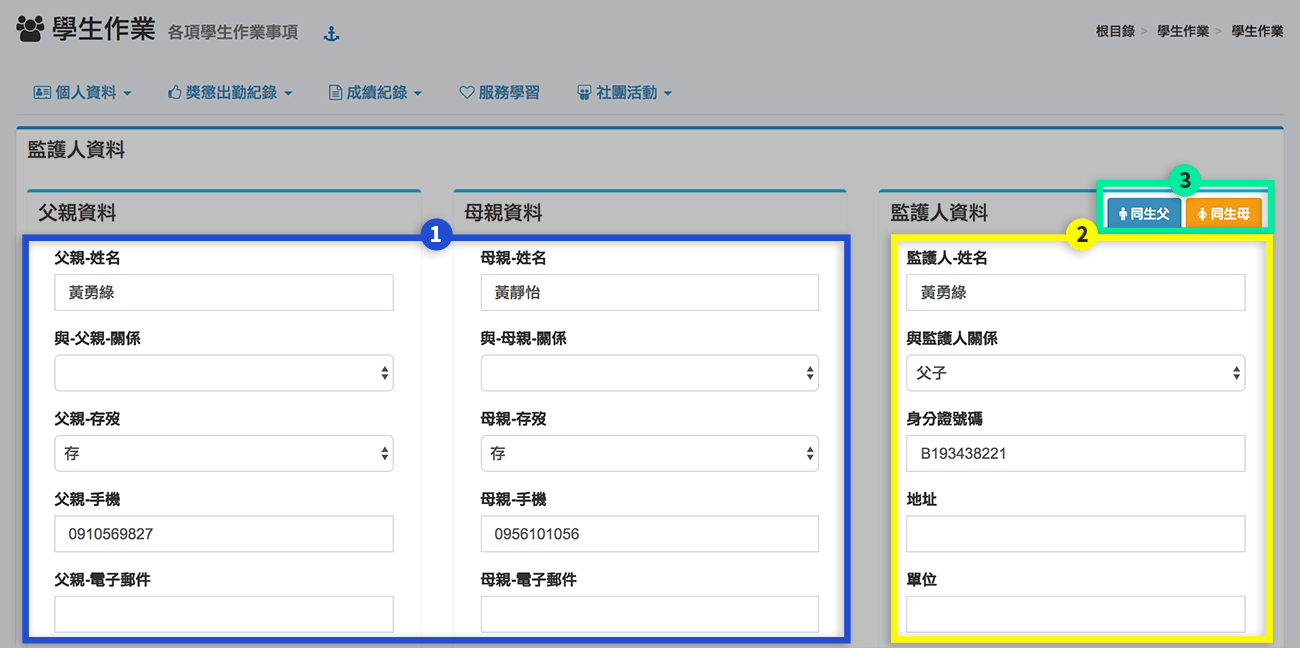 學生作業 各項學生作業事項
根目錄 > 學生作業 > 學生作業
個人資料 獎懲出勤紀錄 成績紀錄 服務學習 社團活動
監護人資料
父親資料
1
父親-姓名
黃勇綠
與-父親-關係
父親-存歿
存
父親-手機
0910569827
父親-電子郵件
母親資料
母親-姓名
黃靜怡
與-母親-關係
母親-存歿
存
母親-手機
0956101056
母親-電子郵件
監護人資料
3
同生父 同生母
2
監護人-姓名
黃勇綠
與監護人關係
父子
身分證號碼
B193438221
地址
單位